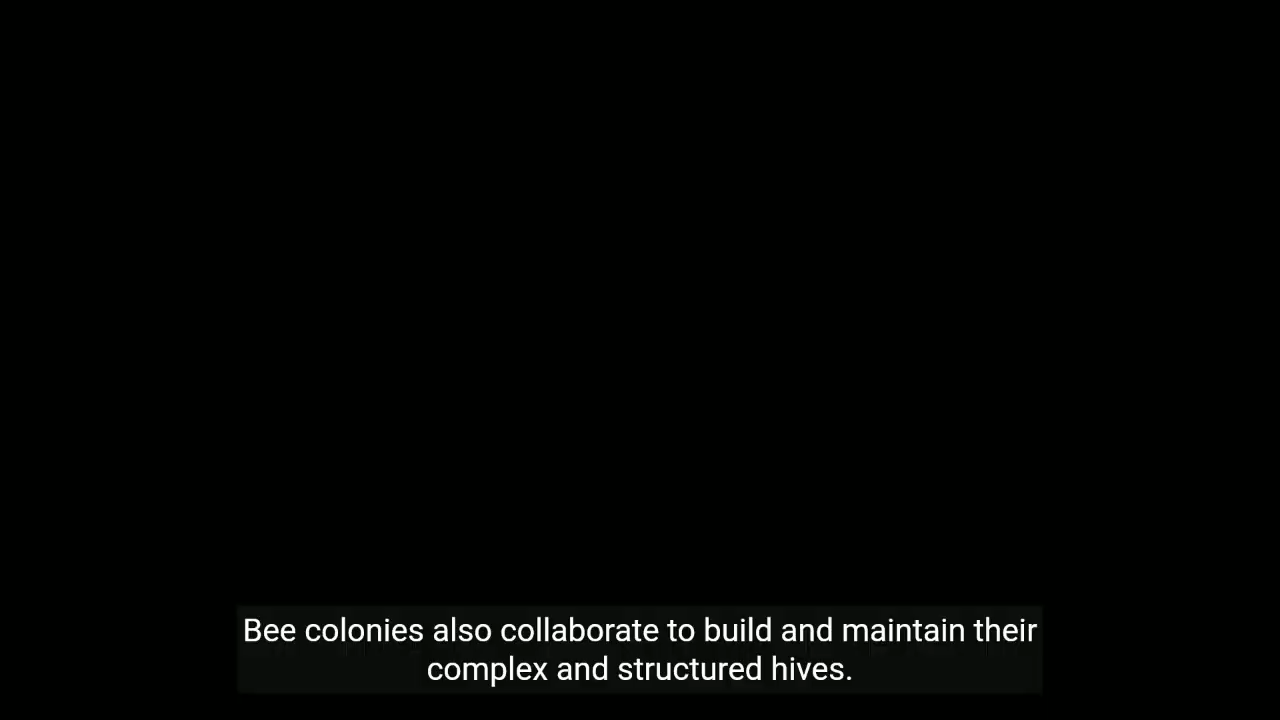 Bee colonies also collaborate to build and maintain their
complex and structured hives.